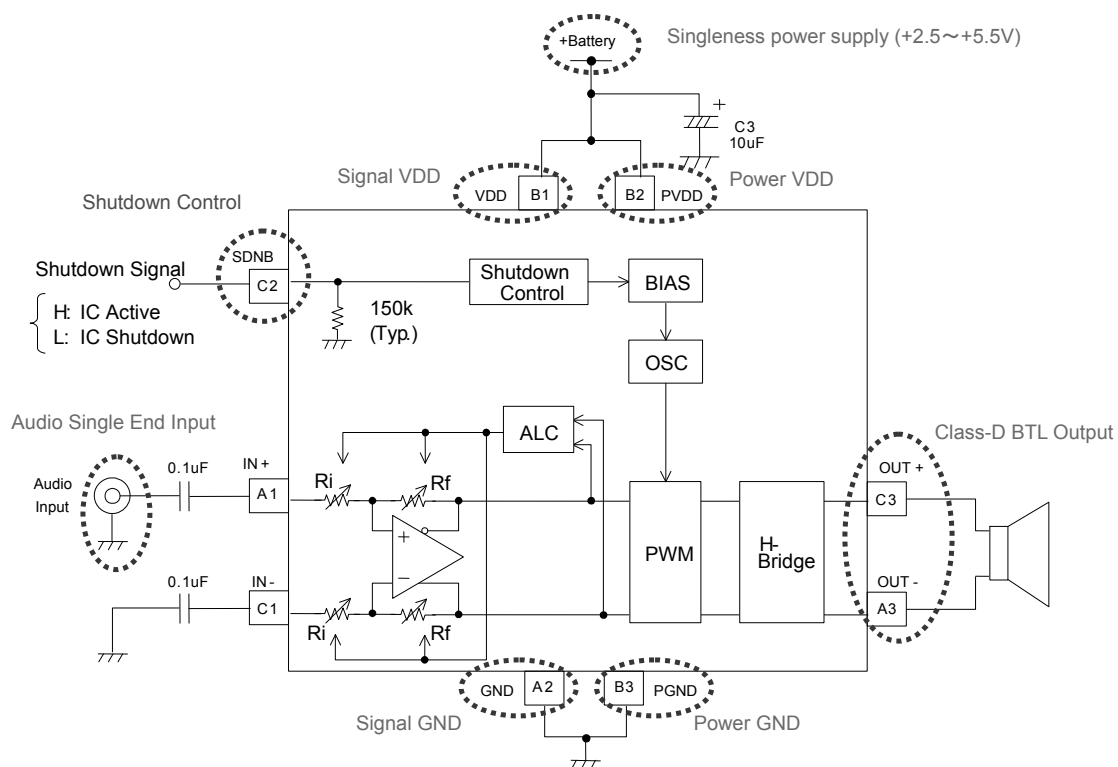 +Battery
Singleness power supply (+2.5～+5.5V)
+
C3
10uF
Signal VDD
VDD
B1
B2
PVDD
Power VDD
Shutdown Control
SDNB
C2
Shutdown Signal
H: IC Active
L: IC Shutdown
150k
(Typ.)
Shutdown
Control
BIAS
OSC
ALC
Audio Single End Input
Class-D BTL Output
Audio
Input
0.1uF
IN+
A1
Ri
Rf
+
−
PWM
H-
Bridge
OUT +
C3
OUT -
A3
0.1uF
IN-
C1
Ri
Rf
GND
A2
B3
PGND
Signal GND
Power GND